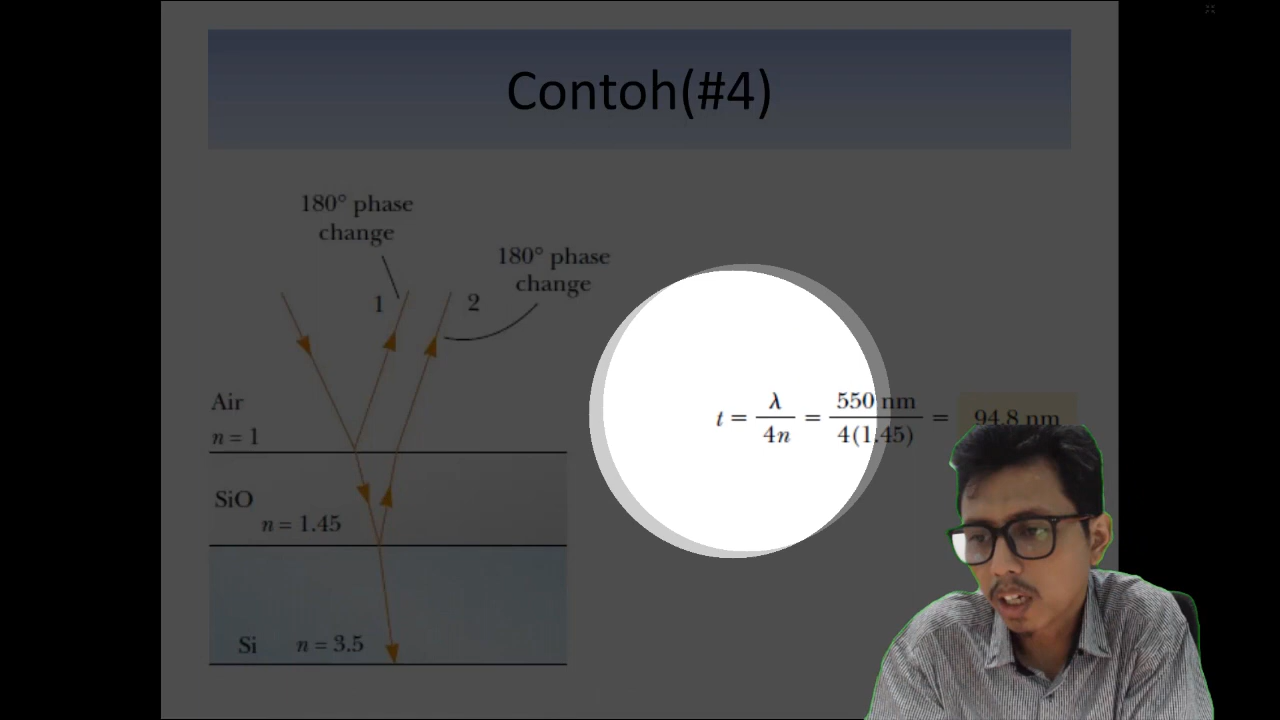 Contoh(#4)
180° phase
change
180° phase
change
1
2
Air
n = 1
SiO
n = 1.45
Si n = 3.5
t = λ/4n = 550 nm/4(1.45) = 94.8 nm